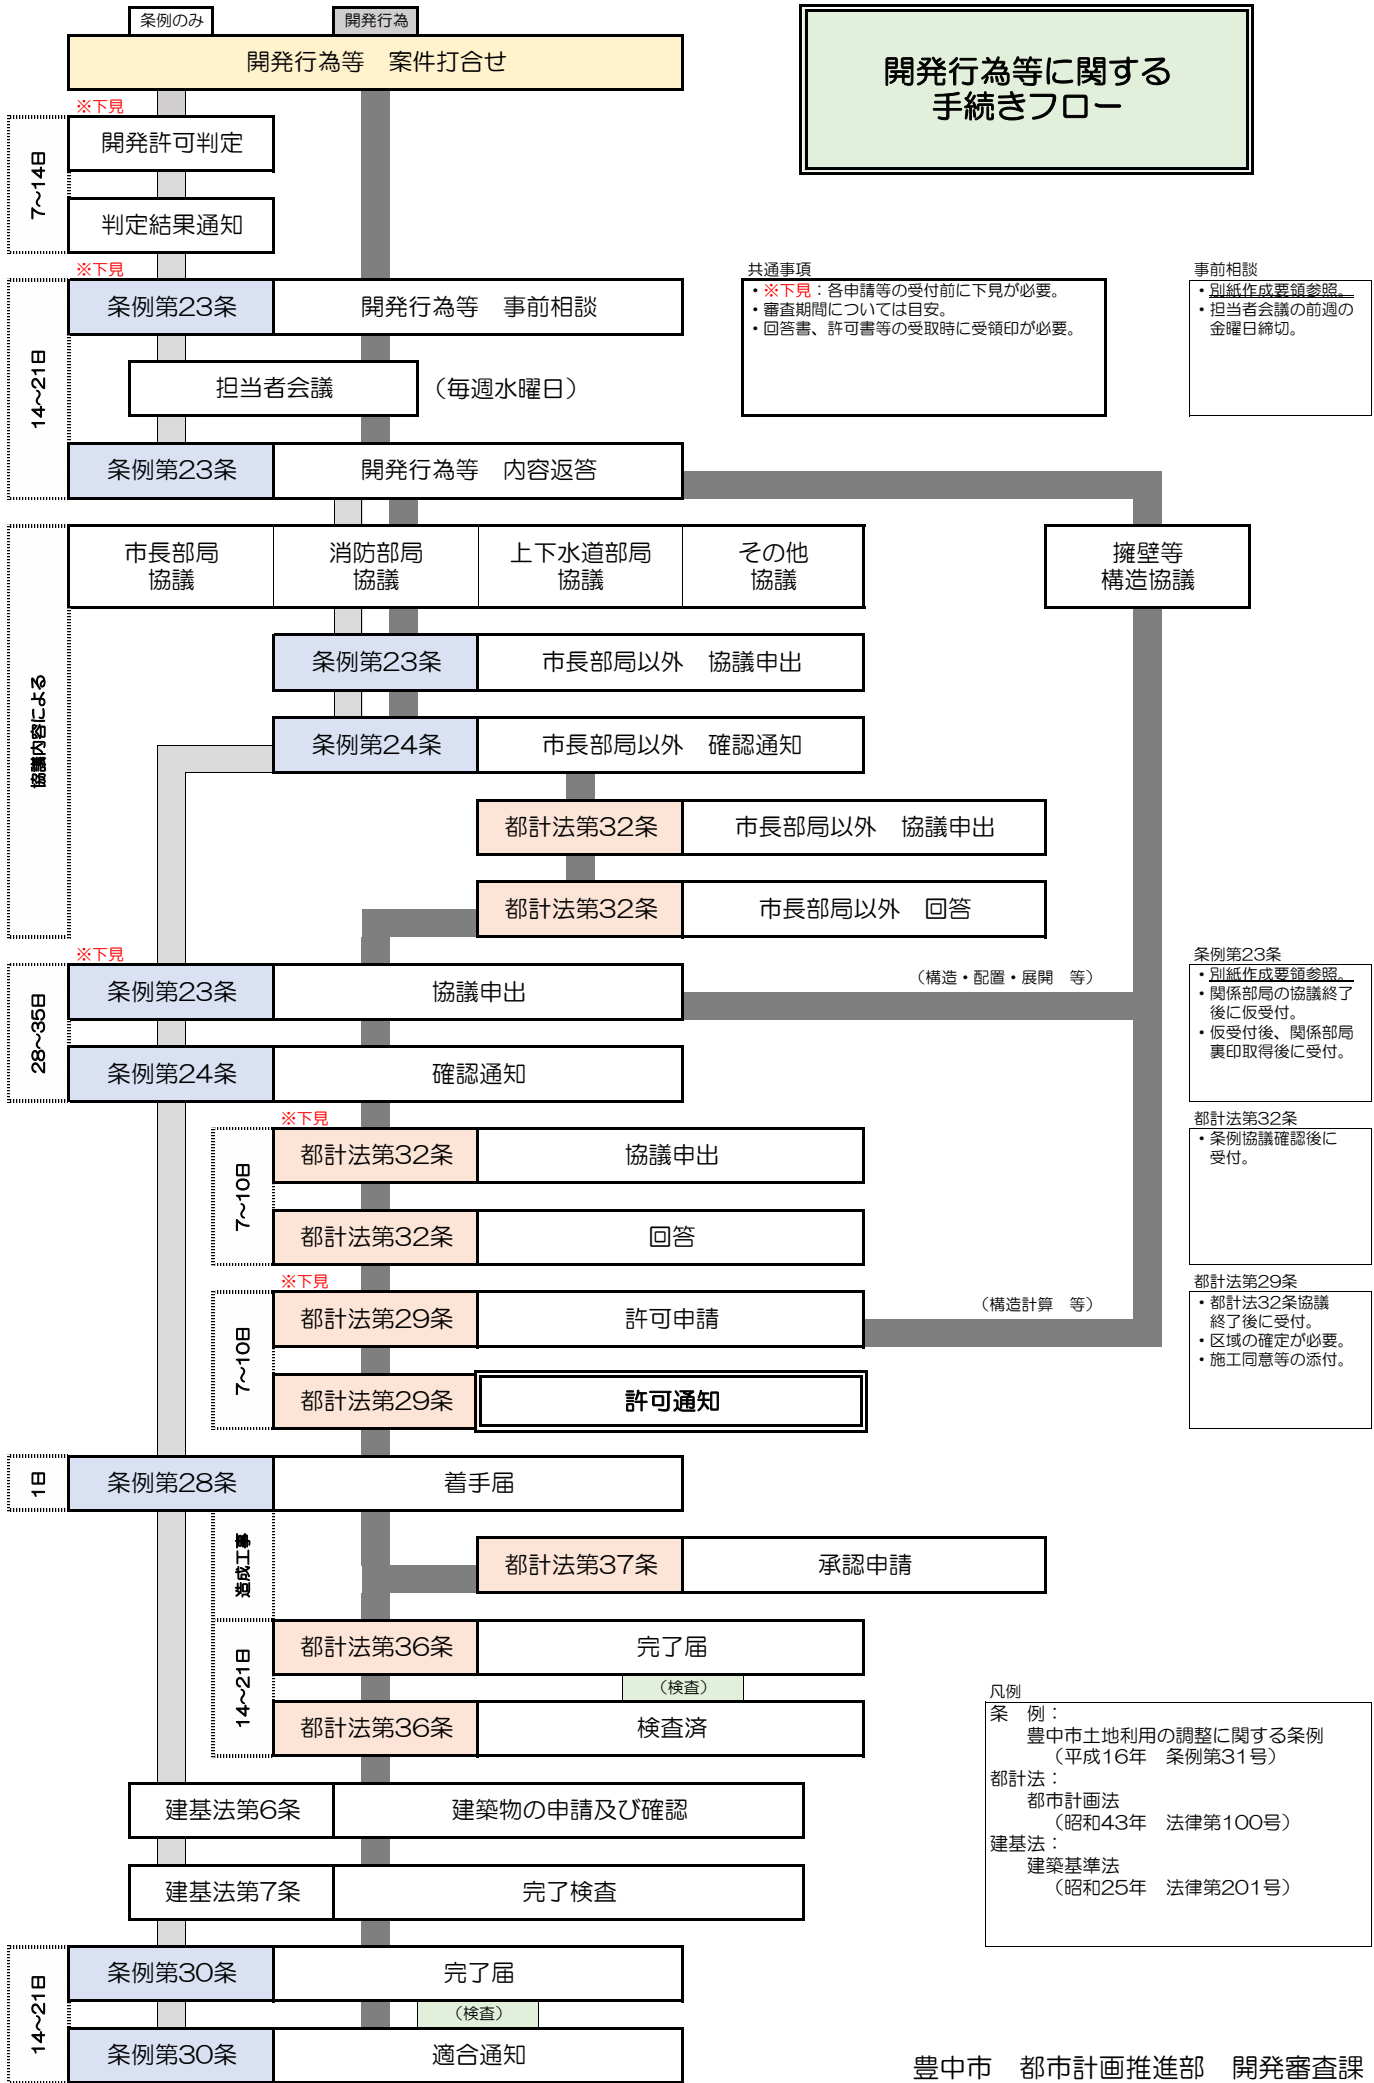 条例のみ
開発行為
開発行為等　案件打合せ
開発行為等に関する
手続きフロー
※下見
7～14日
開発許可判定
判定結果通知
※下見
14～21日
条例第23条
開発行為等　事前相談
担当者会議
（毎週水曜日）
条例第23条
開発行為等　内容返答
共通事項
・※下見：各申請等の受付前に下見が必要。
・審査期間については目安。
・回答書、許可書等の受取時に受領印が必要。
事前相談
・別紙作成要領参照。
・担当者会議の前週の
金曜日締切。
協議内容による
市長部局
協議
消防部局
協議
上下水道部局
協議
その他
協議
擁壁等
構造協議
条例第23条
市長部局以外　協議申出
条例第24条
市長部局以外　確認通知
都計法第32条
市長部局以外　協議申出
都計法第32条
市長部局以外　回答
※下見
28～35日
条例第23条
協議申出
（構造・配置・展開　等）
条例第24条
確認通知
条例第23条
・別紙作成要領参照。
・関係部局の協議終了
後に仮受付。
・仮受付後、関係部局
裏印取得後に受付。
※下見
7～10日
都計法第32条
協議申出
都計法第32条
回答
都計法第32条
・条例協議確認後に
受付。
※下見
7～10日
都計法第29条
許可申請
（構造計算　等）
都計法第29条
許可通知
都計法第29条
・都計法32条協議
終了後に受付。
・区域の確定が必要。
・施工同意等の添付。
1日
条例第28条
着手届
造成工事
都計法第37条
承認申請
14～21日
都計法第36条
完了届
（検査）
都計法第36条
検査済
建基法第6条
建築物の申請及び確認
建基法第7条
完了検査
凡例
条　例：
豊中市土地利用の調整に関する条例
（平成16年　条例第31号）
都計法：
都市計画法
（昭和43年　法律第100号）
建基法：
建築基準法
（昭和25年　法律第201号）
14～21日
条例第30条
完了届
（検査）
条例第30条
適合通知
豊中市　都市計画推進部　開発審査課